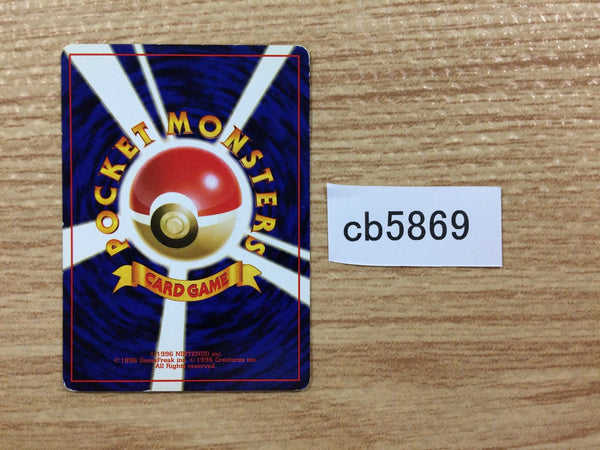 POCKET MONSTERS
CARD GAME
©1996 NINTENDO inc.
©1996 GameFreak inc. ©1996 Creatures inc.
All Rights reserved.
cb5869